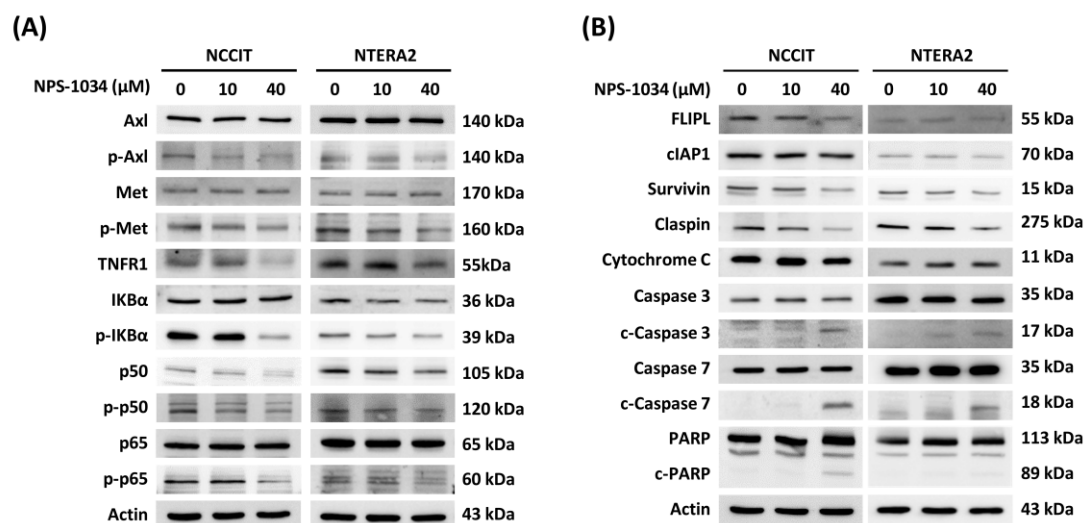 (A)
NCCIT NTERA2
NPS-1034 (μM) 0 10 40 0 10 40
Axl 140 kDa
p-Axl 140 kDa
Met 170 kDa
p-Met 160 kDa
TNFR1 55kDa
IKBα 36 kDa
p-IKBα 39 kDa
p50 105 kDa
p-p50 120 kDa
p65 65 kDa
p-p65 60 kDa
Actin 43 kDa
(B)
NCCIT NTERA2
NPS-1034 (μM) 0 10 40 0 10 40
FLIPL 55 kDa
cIAP1 70 kDa
Survivin 15 kDa
Claspin 275 kDa
Cytochrome C 11 kDa
Caspase 3 35 kDa
c-Caspase 3 17 kDa
Caspase 7 35 kDa
c-Caspase 7 18 kDa
PARP 113 kDa
c-PARP 89 kDa
Actin 43 kDa